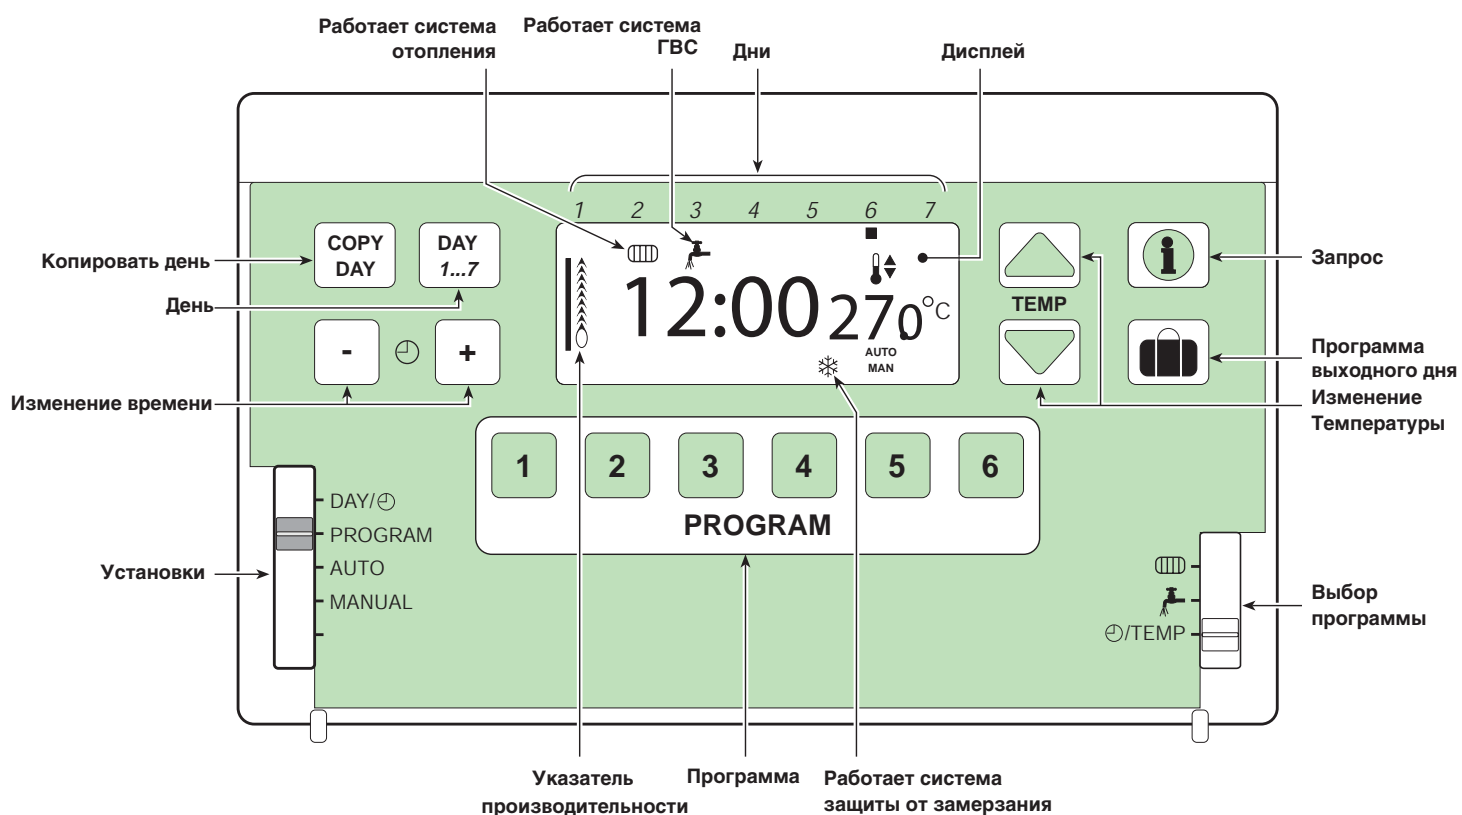 Работает система
отопления
Работает система
ГВС
Дни
Дисплей
1 2 3 4 5 6 7
COPY
DAY
DAY
1...7
Копировать день
День
- +
Изменение времени
12:00
27.0°C
AUTO
MAN
TEMP
Запрос
Программа
выходного дня
Изменение
Температуры
1 2 3 4 5 6
PROGRAM
DAY/
PROGRAM
AUTO
MANUAL
Установки
/TEMP
Выбор
программы
Указатель
производительности
Программа
Работает система
защиты от замерзания